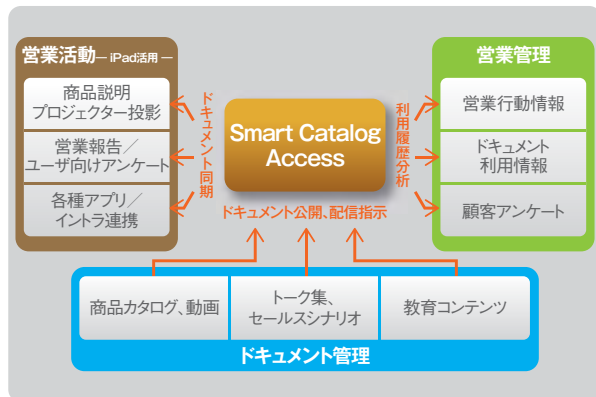 営業活動― iPad活用 ―
商品説明
プロジェクター投影
営業報告／
ユーザ向けアンケート
各種アプリ／
イントラ連携
ドキュメント同期
Smart Catalog
Access
ドキュメント公開、配信指示
利用履歴分析
営業管理
営業行動情報
ドキュメント
利用情報
顧客アンケート
商品カタログ、動画
トーク集、
セールスシナリオ
教育コンテンツ
ドキュメント管理